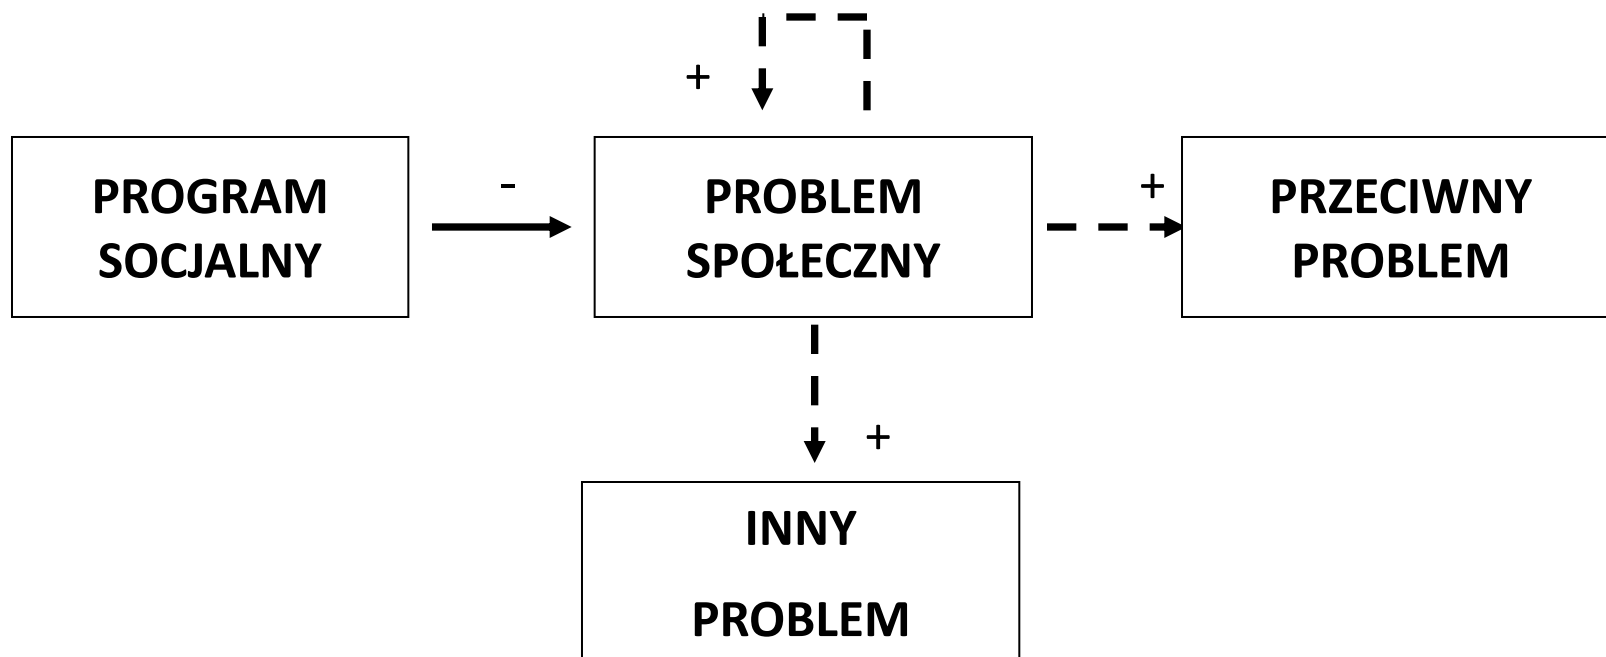 +
PROGRAM
SOCJALNY
-
PROBLEM
SPOŁECZNY
+
PRZECIWNY
PROBLEM
+
INNY
PROBLEM